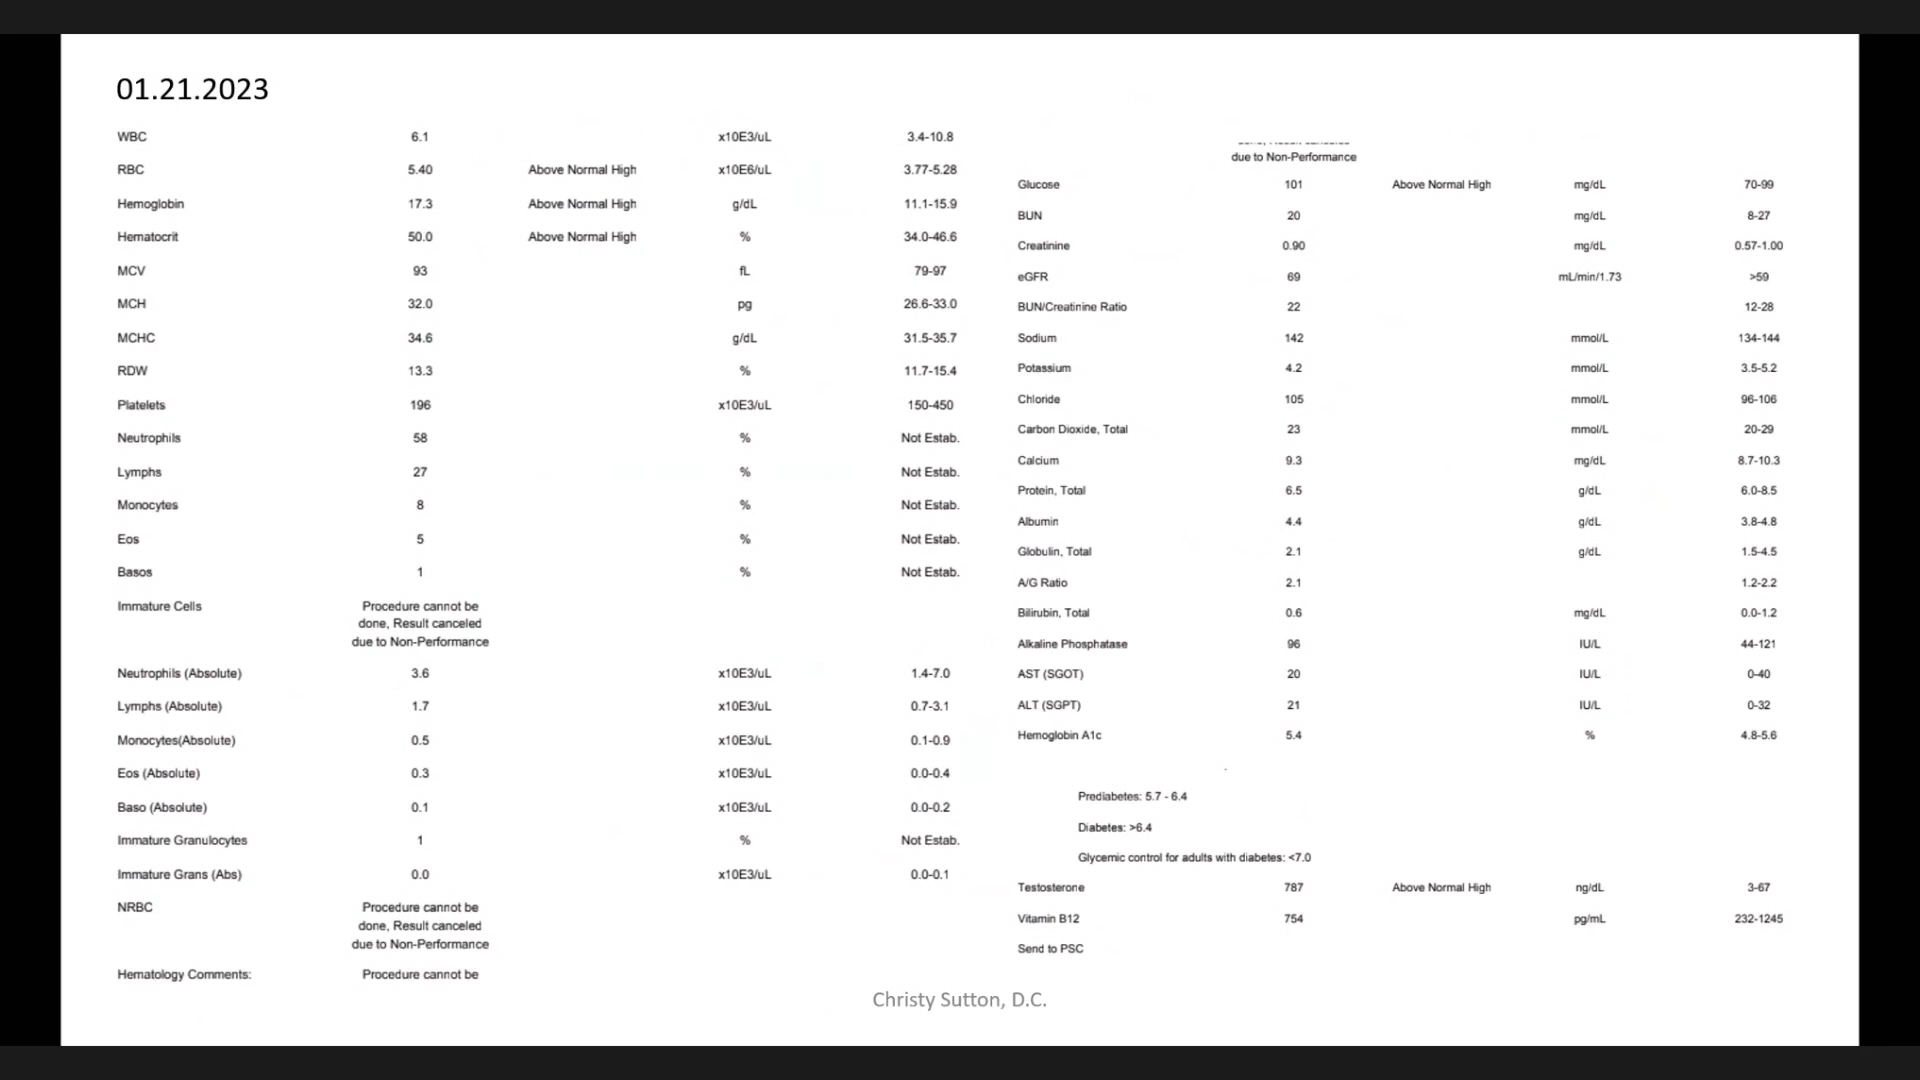 01.21.2023
WBC 6.1 x10E3/uL 3.4-10.8
RBC 5.40 Above Normal High x10E6/uL 3.77-5.28
Hemoglobin 17.3 Above Normal High g/dL 11.1-15.9
Hematocrit 50.0 Above Normal High % 34.0-46.6
MCV 93 fL 79-97
MCH 32.0 pg 26.6-33.0
MCHC 34.6 g/dL 31.5-35.7
RDW 13.3 % 11.7-15.4
Platelets 196 x10E3/uL 150-450
Neutrophils 58 % Not Estab.
Lymphs 27 % Not Estab.
Monocytes 8 % Not Estab.
Eos 5 % Not Estab.
Basos 1 % Not Estab.
Immature Cells Procedure cannot be
done, Result canceled
due to Non-Performance
Neutrophils (Absolute) 3.6 x10E3/uL 1.4-7.0
Lymphs (Absolute) 1.7 x10E3/uL 0.7-3.1
Monocytes(Absolute) 0.5 x10E3/uL 0.1-0.9
Eos (Absolute) 0.3 x10E3/uL 0.0-0.4
Baso (Absolute) 0.1 x10E3/uL 0.0-0.2
Immature Granulocytes 1 % Not Estab.
Immature Grans (Abs) 0.0 x10E3/uL 0.0-0.1
NRBC Procedure cannot be
done, Result canceled
due to Non-Performance
Hematology Comments: Procedure cannot be
due to Non-Performance
Glucose 101 Above Normal High mg/dL 70-99
BUN 20 mg/dL 8-27
Creatinine 0.90 mg/dL 0.57-1.00
eGFR 69 mL/min/1.73 >59
BUN/Creatinine Ratio 22 12-28
Sodium 142 mmol/L 134-144
Potassium 4.2 mmol/L 3.5-5.2
Chloride 105 mmol/L 96-106
Carbon Dioxide, Total 23 mmol/L 20-29
Calcium 9.3 mg/dL 8.7-10.3
Protein, Total 6.5 g/dL 6.0-8.5
Albumin 4.4 g/dL 3.8-4.8
Globulin, Total 2.1 g/dL 1.5-4.5
A/G Ratio 2.1 1.2-2.2
Bilirubin, Total 0.6 mg/dL 0.0-1.2
Alkaline Phosphatase 96 IU/L 44-121
AST (SGOT) 20 IU/L 0-40
ALT (SGPT) 21 IU/L 0-32
Hemoglobin A1c 5.4 % 4.8-5.6
Prediabetes: 5.7 - 6.4
Diabetes: >6.4
Glycemic control for adults with diabetes: <7.0
Testosterone 787 Above Normal High ng/dL 3-67
Vitamin B12 754 pg/mL 232-1245
Send to PSC
Christy Sutton, D.C.